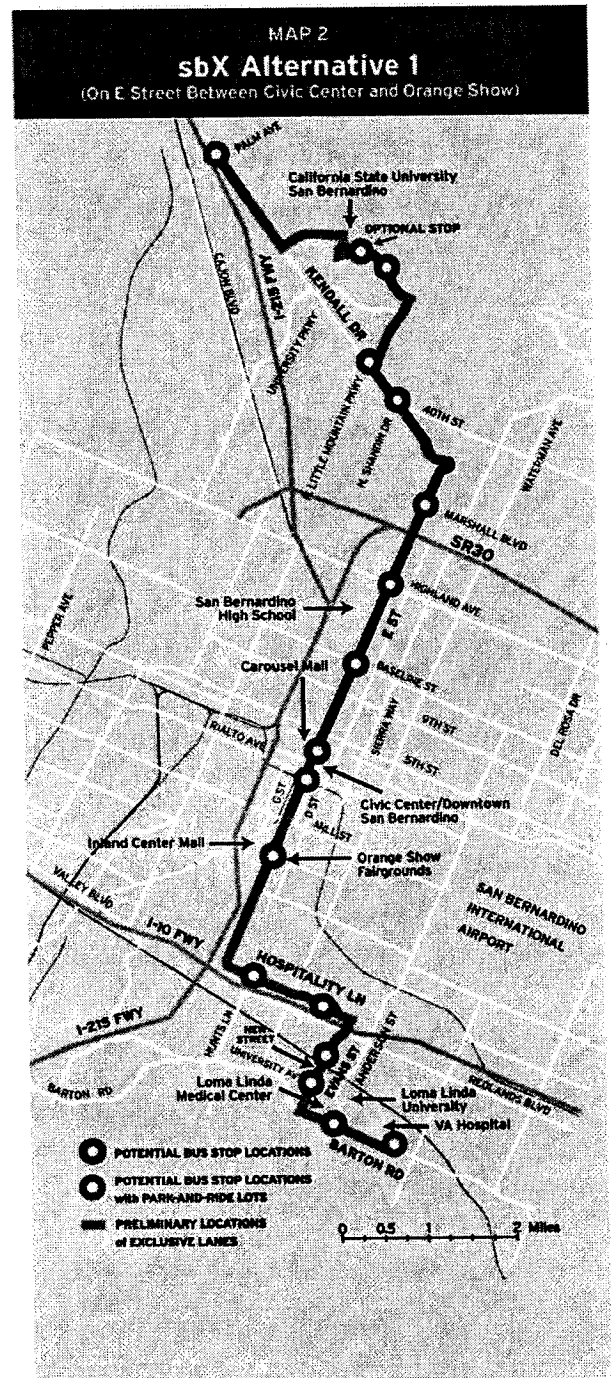 MAP 2
sbX Alternative 1
(On E Street Between Civic Center and Orange Show)
PALM AVE
California State University
San Bernardino
OPTIONAL STOP
CAJON BLVD
I-215 FWY
KENDALL DR
UNIVERSITY PKWY
LITTLE MOUNTAIN PKWY
N. SHANDIN DR
40TH ST
WATERMAN AVE
MARSHALL BLVD
SR30
HIGHLAND AVE
San Bernardino
High School
E ST
PEPPER AVE
Carousel Mall
BASELINE ST
SIERRA WAY
9TH ST
DEL ROSA DR
RIALTO AVE
5TH ST
G ST
D ST
Civic Center/Downtown
San Bernardino
MILL ST
Inland Center Mall
Orange Show
Fairgrounds
VALLEY BLVD
I-10 FWY
SAN BERNARDINO
INTERNATIONAL
AIRPORT
HOSPITALITY LN
I-215 FWY
HUNTS LN
NEW
STREET
UNIVERSITY
EVANS ST
ANDERSON ST
REDLANDS BLVD
BARTON RD
Loma Linda
Medical Center
Loma Linda
University
VA Hospital
BARTON RD
POTENTIAL BUS STOP LOCATIONS
POTENTIAL BUS STOP LOCATIONS
with PARK-AND-RIDE LOTS
PRELIMINARY LOCATIONS
of EXCLUSIVE LANES
0 0.6 1 2 Miles